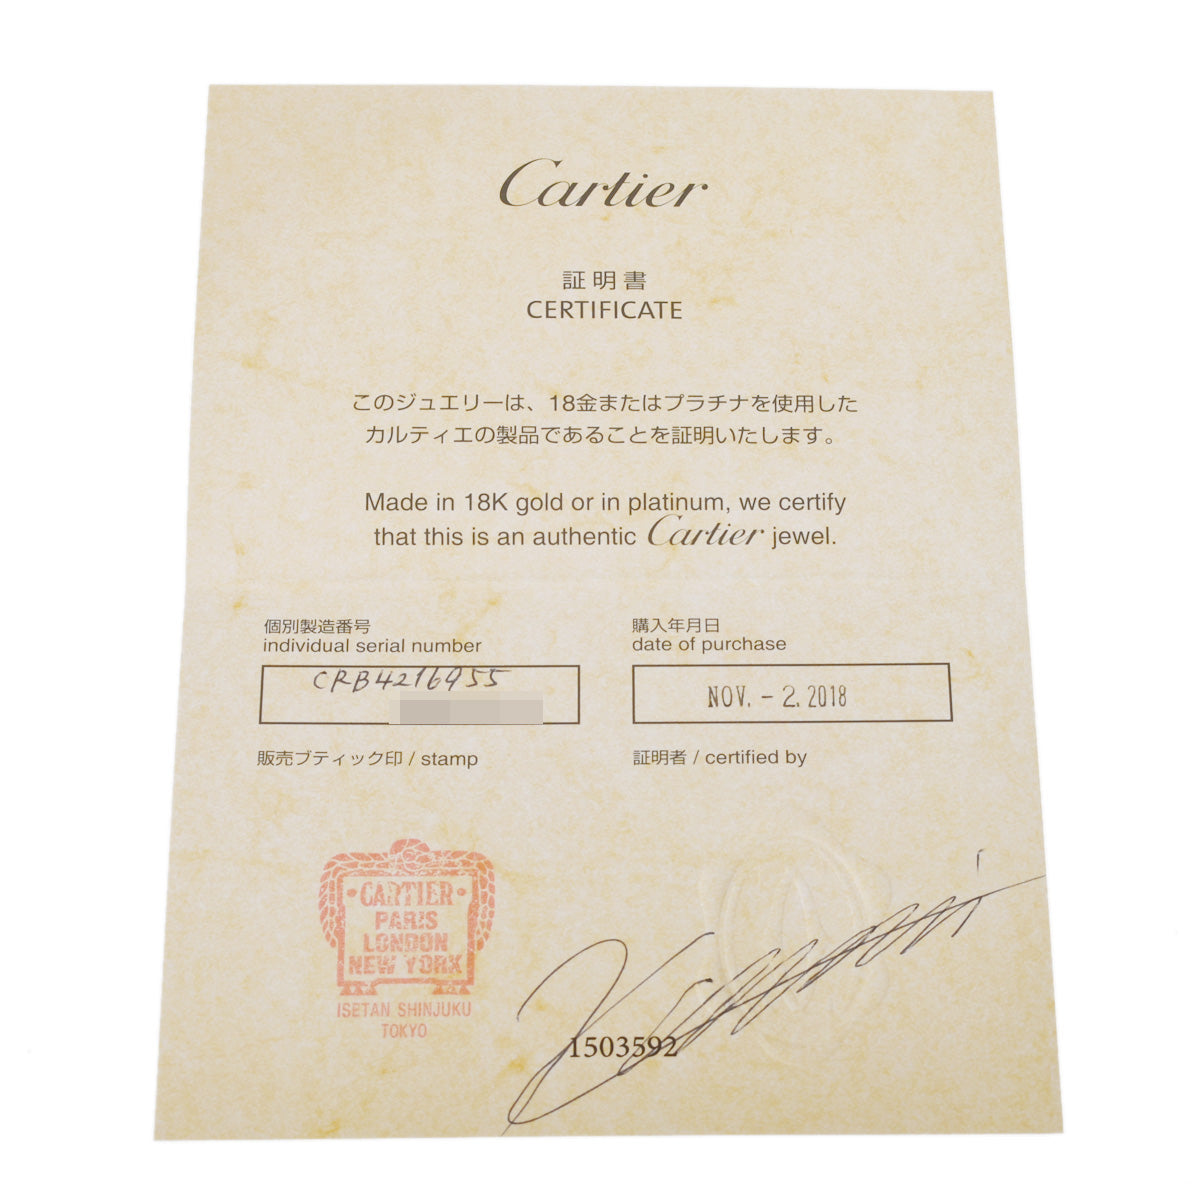 Cartier
証明書
CERTIFICATE
このジュエリーは、18金またはプラチナを使用した
カルティエの製品であることを証明いたします。
Made in 18K gold or in platinum, we certify
that this is an authentic Cartier jewel.
個別製造番号
individual serial number
CRB4216955
購入年月日
date of purchase
NOV. - 2. 2018
販売ブティック印 / stamp
証明者 / certified by
CARTIER
PARIS
LONDON
NEW YORK
ISETAN SHINJUKU
TOKYO
1503592